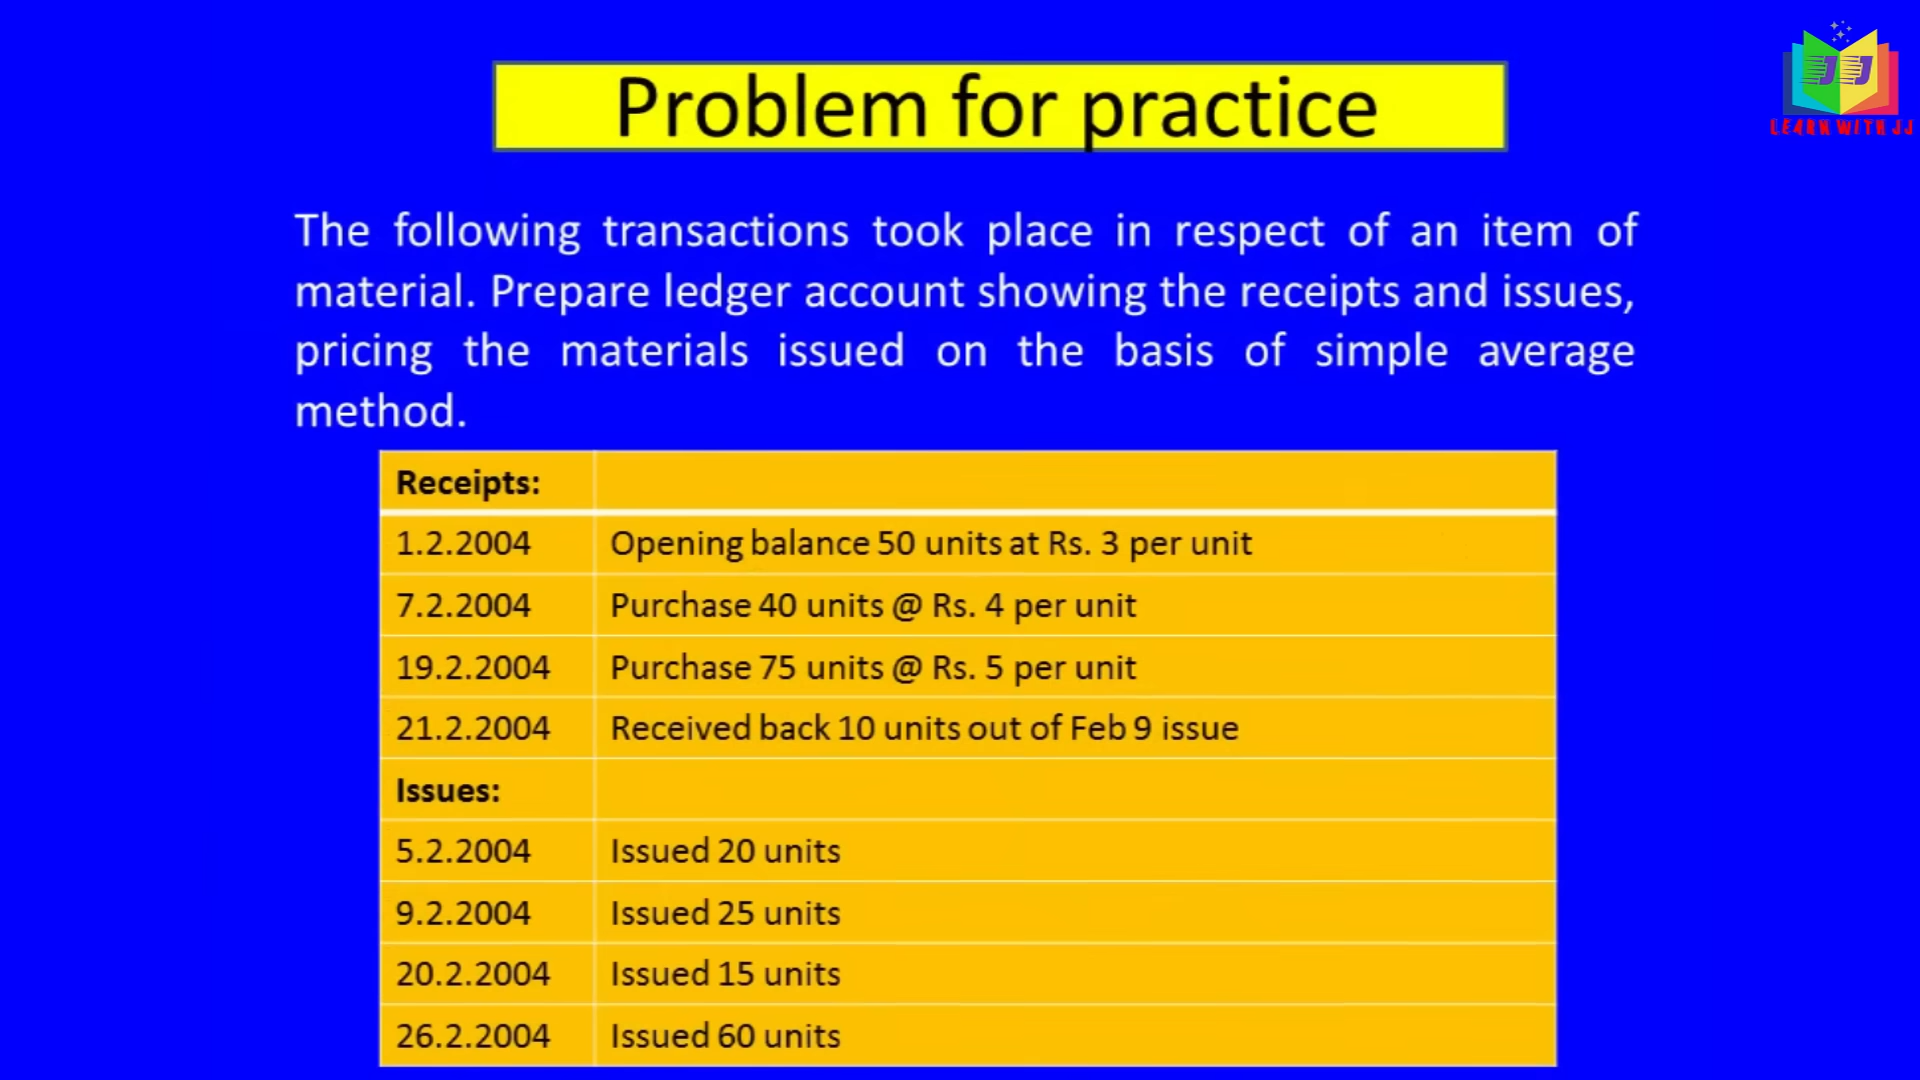 Problem for practice
LEARN WITH JJ
The following transactions took place in respect of an item of
material. Prepare ledger account showing the receipts and issues,
pricing the materials issued on the basis of simple average
method.
Receipts:
1.2.2004 Opening balance 50 units at Rs. 3 per unit
7.2.2004 Purchase 40 units @ Rs. 4 per unit
19.2.2004 Purchase 75 units @ Rs. 5 per unit
21.2.2004 Received back 10 units out of Feb 9 issue
Issues:
5.2.2004 Issued 20 units
9.2.2004 Issued 25 units
20.2.2004 Issued 15 units
26.2.2004 Issued 60 units